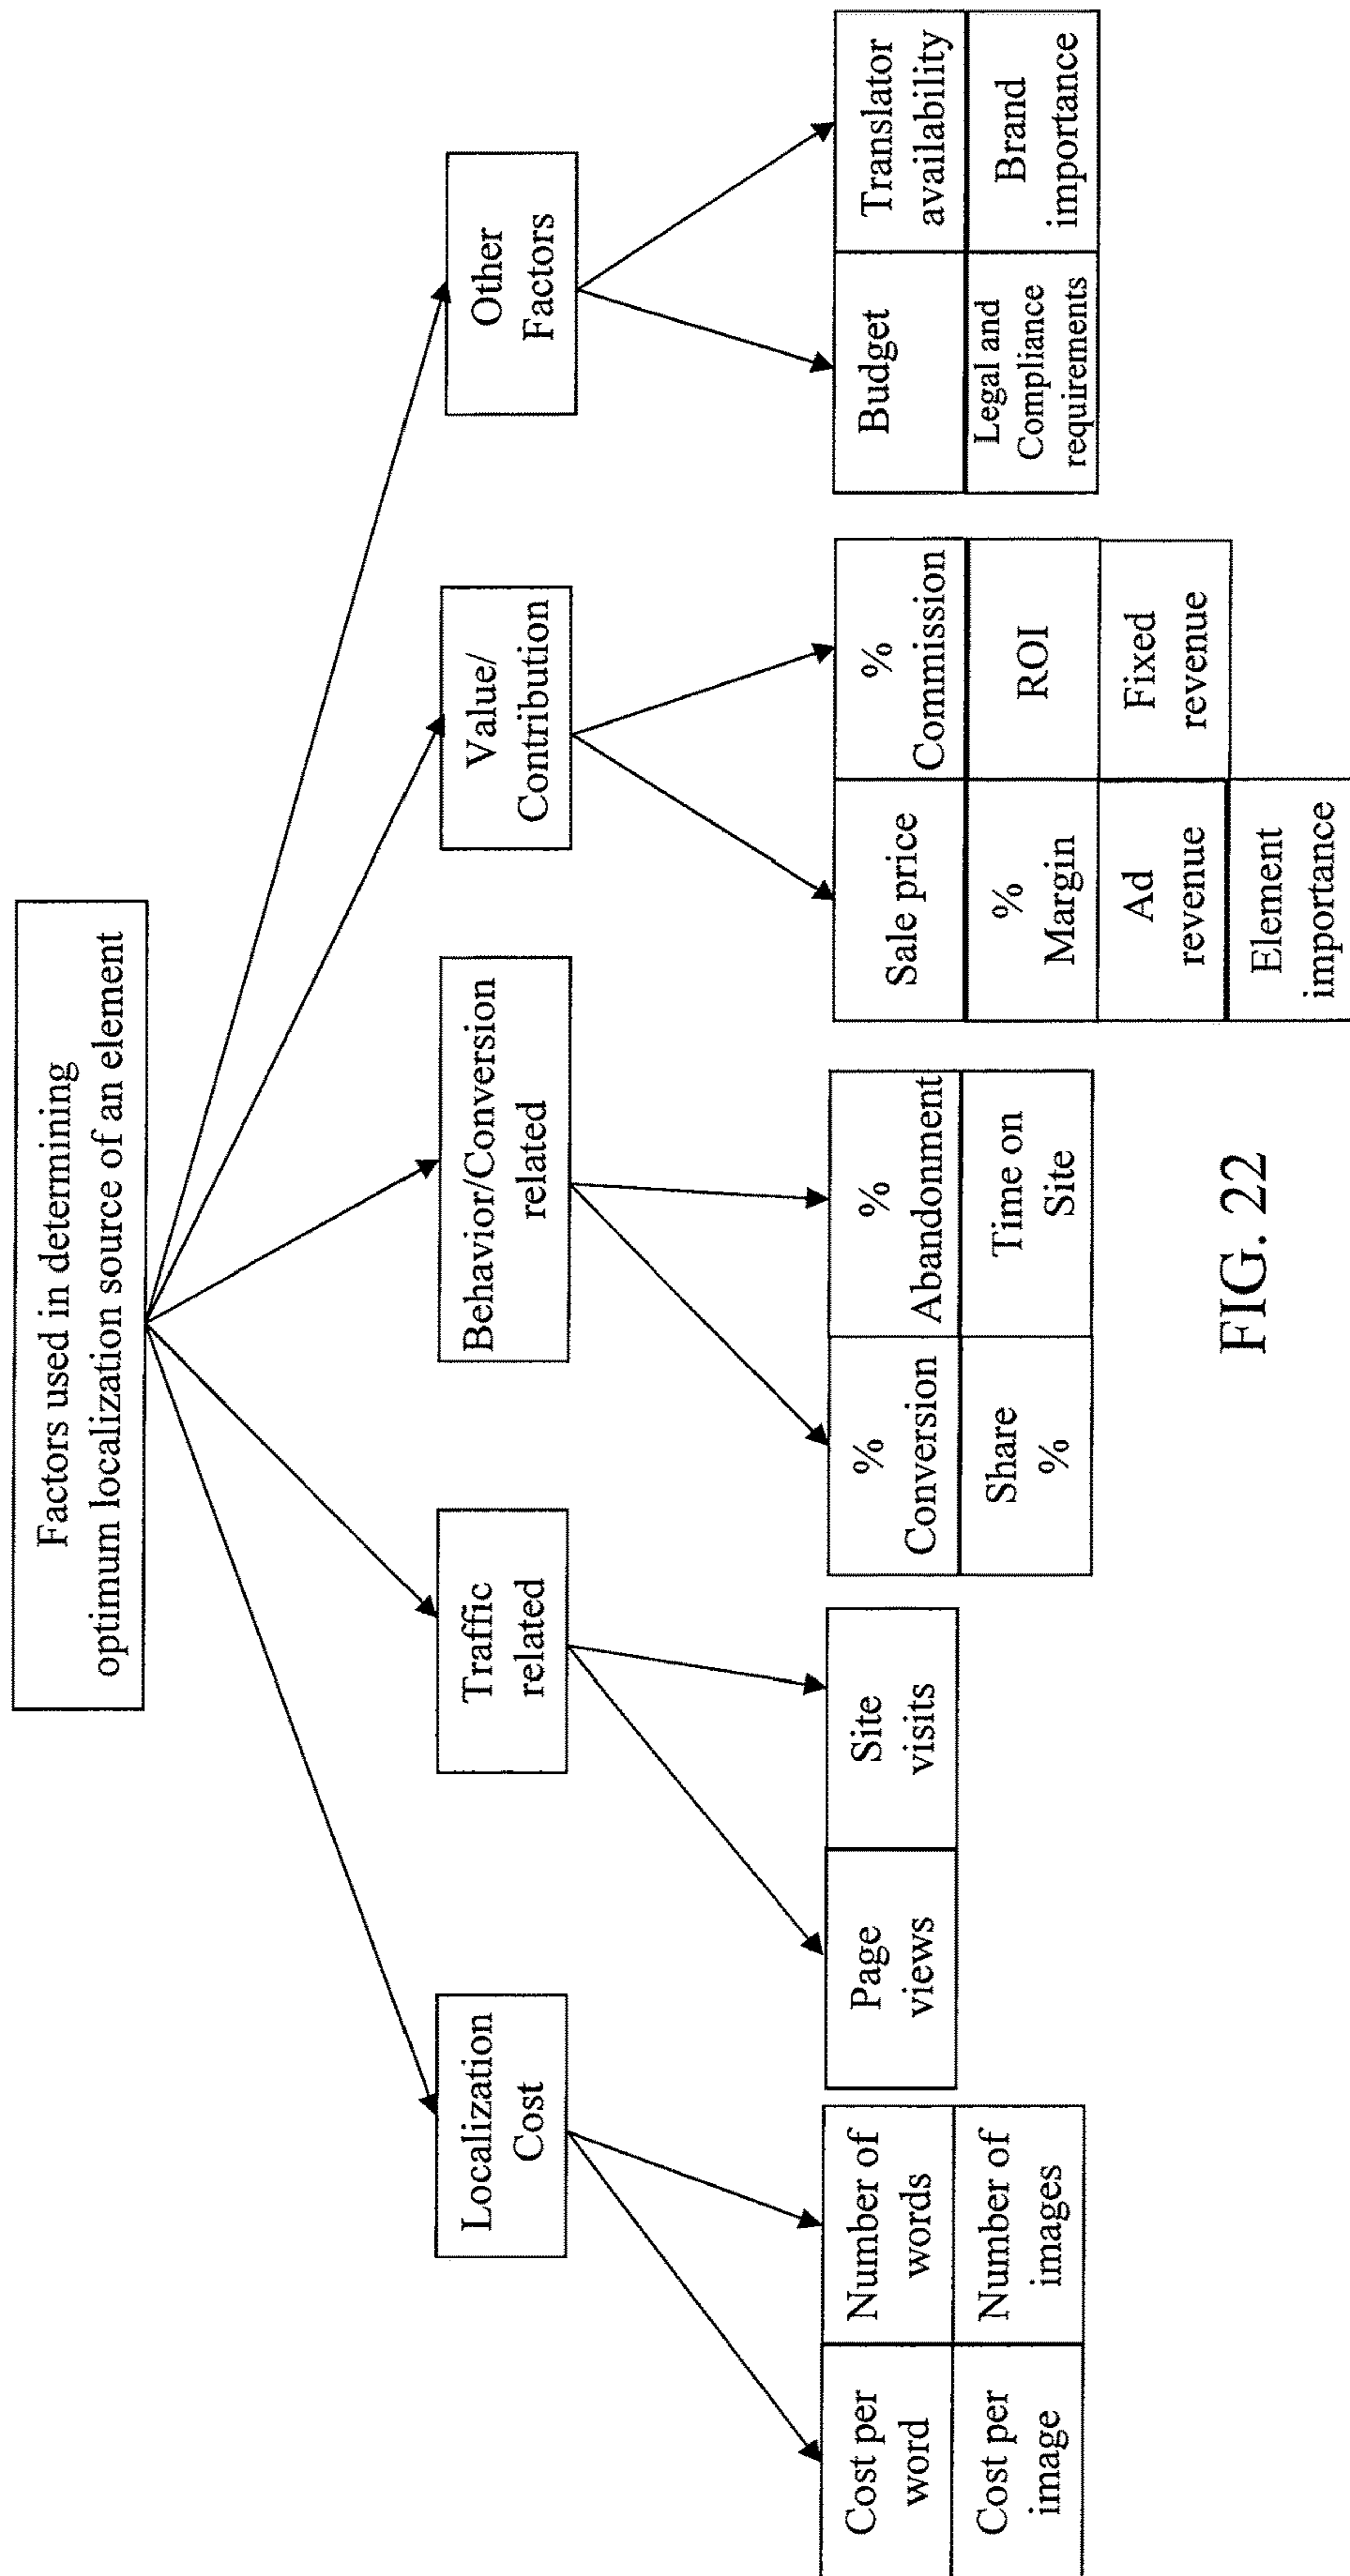 Factors used in determining
optimum localization source of an element
Localization
Cost
Traffic
related
Behavior/Conversion
related
Value/
Contribution
Other
Factors
Cost per
word
Number of
words
Cost per
image
Number of
images
Page
views
Site
visits
%
Conversion
%
Abandonment
Share
%
Time on
Site
Sale price
%
Commission
%
Margin
ROI
Ad
revenue
Fixed
revenue
Element
importance
Budget
Translator
availability
Legal and
Compliance
requirements
Brand
importance
FIG. 22